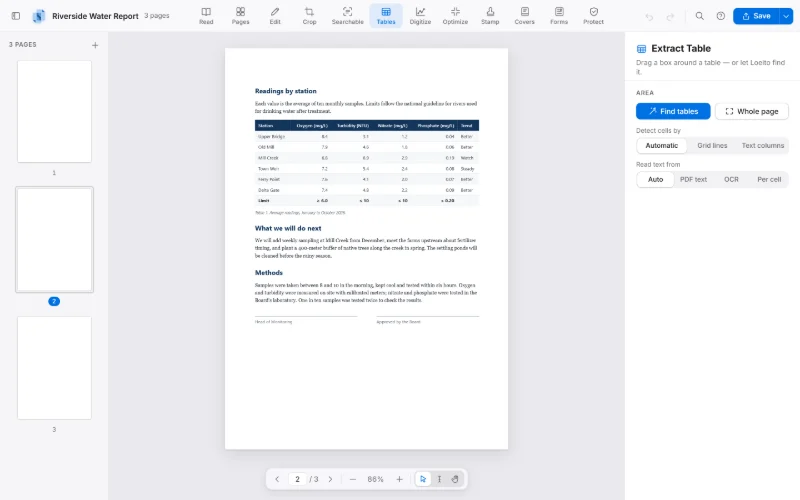 Riverside Water Report 3 pages
Read Pages Edit Crop Searchable Tables Digitize Optimize Stamp Covers Forms Protect
Save
3 PAGES
1
2
3
Readings by station
Each value is the average of ten monthly samples. Limits follow the national guideline for rivers used
for drinking water after treatment.
Station Oxygen (mg/L) Turbidity (NTU) Nitrate (mg/L) Phosphate (mg/L) Trend
Upper Bridge 8.4 3.1 1.2 0.04 Better
Old Mill 7.9 4.6 1.8 0.06 Better
Mill Creek 6.8 2.9 0.13 Watch
Town Weir 7.2 5.4 2.4 0.08 Steady
Ferry Point 7.6 4.1 2.0 0.07 Better
Delta Gate 7.4 4.8 2.2 0.09 Better
Limit
Table 1. Average readings, January to October 2025.
What we will do next
We will add weekly sampling at Mill Creek from December, meet the farms upstream about fertilizer
timing, and plant a 400-meter buffer of native trees along the creek in spring. The settling ponds will
be cleaned before the rainy season.
Methods
Samples were taken between 8 and 10 in the morning, kept cool and tested within six hours. Oxygen
and turbidity were measured on site with calibrated meters; nitrate and phosphate were tested in the
Board's laboratory. One in ten samples was tested twice to check the results.
Head of Monitoring Approved by the Board
2 / 3 86%
Extract Table
Drag a box around a table — or let Loelto find
it.
AREA
Find tables Whole page
Detect cells by
Automatic Grid lines Text columns
Read text from
Auto PDF text OCR Per cell